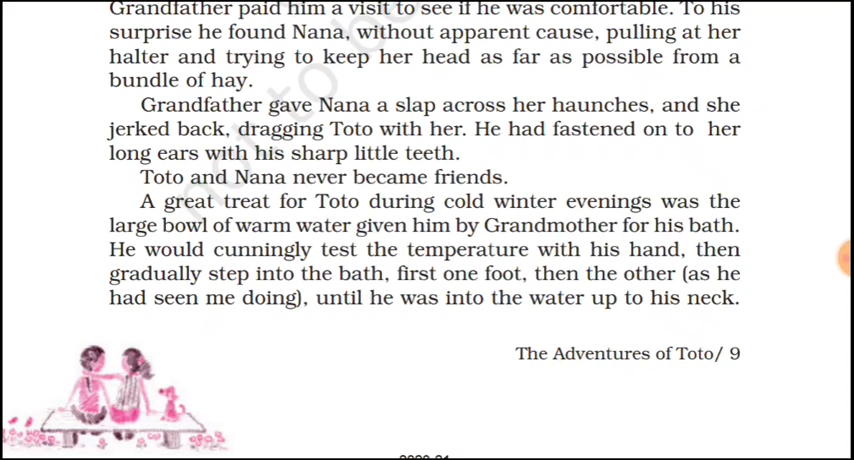 Grandfather paid him a visit to see if he was comfortable. To his
surprise he found Nana, without apparent cause, pulling at her
halter and trying to keep her head as far as possible from a
bundle of hay.
Grandfather gave Nana a slap across her haunches, and she
jerked back, dragging Toto with her. He had fastened on to her
long ears with his sharp little teeth.
Toto and Nana never became friends.
A great treat for Toto during cold winter evenings was the
large bowl of warm water given him by Grandmother for his bath.
He would cunningly test the temperature with his hand, then
gradually step into the bath, first one foot, then the other (as he
had seen me doing), until he was into the water up to his neck.
The Adventures of Toto/ 9
not to be